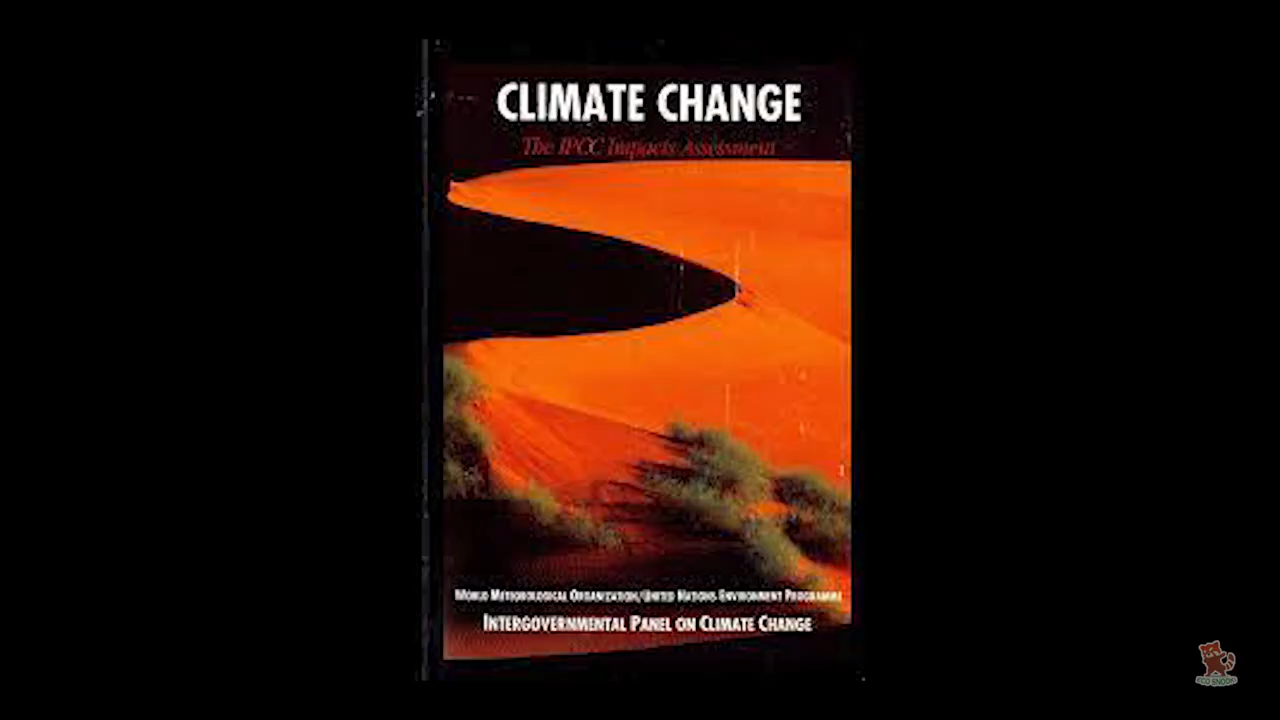 CLIMATE CHANGE
The IPCC Impacts Assessment
WORLD METEOROLOGICAL ORGANIZATION/UNITED NATIONS ENVIRONMENT PROGRAMME
INTERGOVERNMENTAL PANEL ON CLIMATE CHANGE